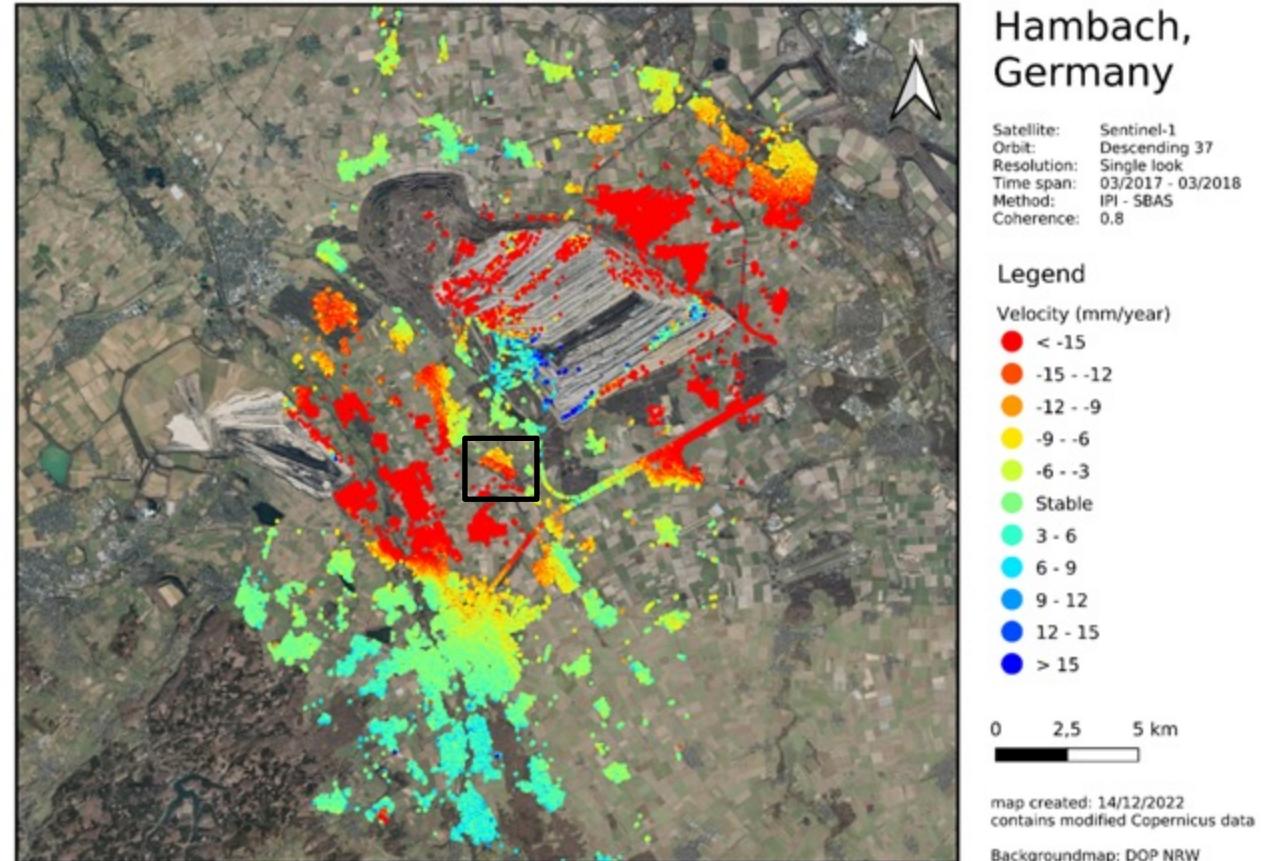 N
Hambach,
Germany
Satellite: Sentinel-1
Orbit: Descending 37
Resolution: Single look
Time span: 03/2017 - 03/2018
Method: IPI - SBAS
Coherence: 0.8
Legend
Velocity (mm/year)
< -15
-15 - -12
-12 - -9
-9 - -6
-6 - -3
Stable
3 - 6
6 - 9
9 - 12
12 - 15
> 15
0 2,5 5 km
map created: 14/12/2022
contains modified Copernicus data
Backgroundmap: DOP NRW